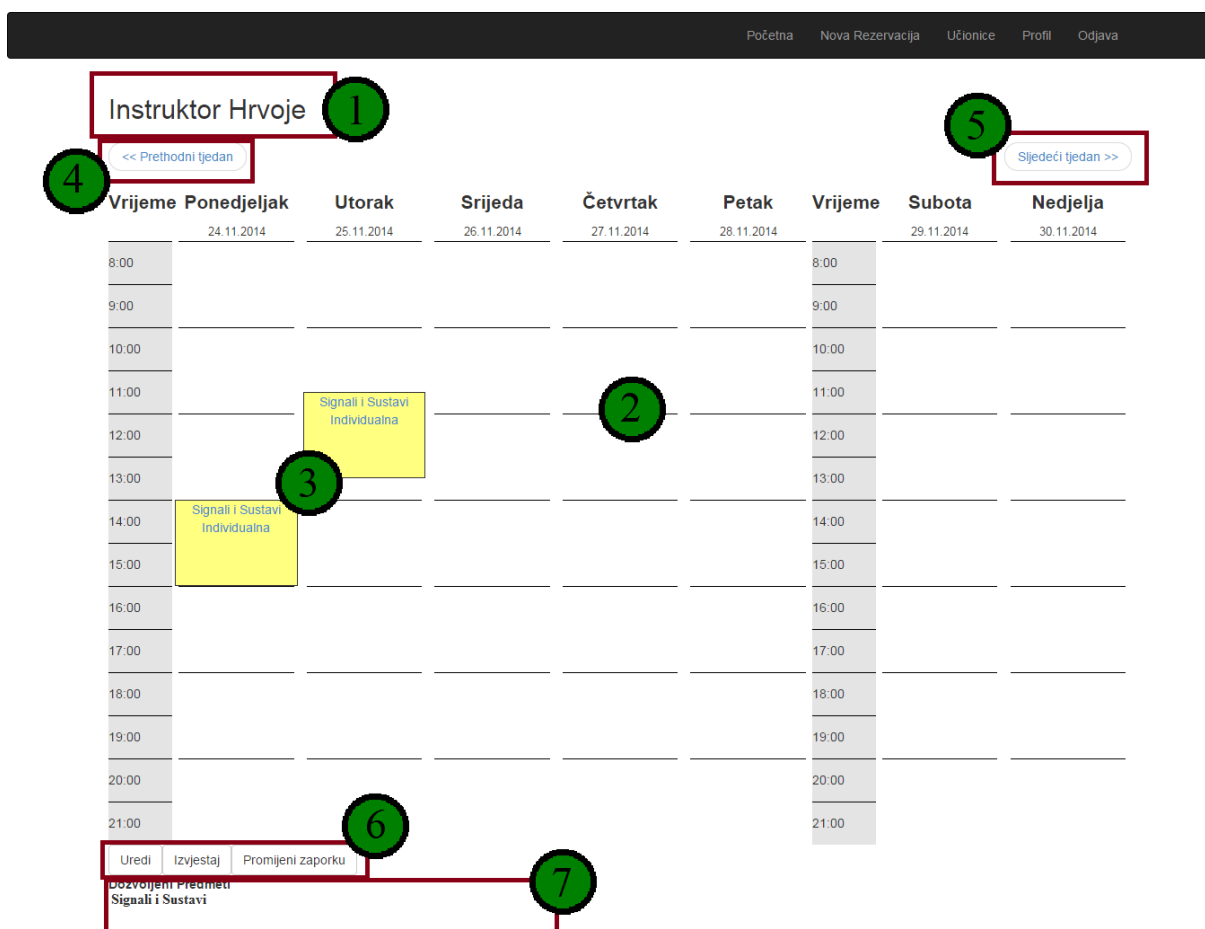 Početna Nova Rezervacija Učionice Profil Odjava
Instruktor Hrvoje
1
5
<< Prethodni tjedan
Sljedeći tjedan >>
4
Vrijeme Ponedjeljak Utorak Srijeda Četvrtak Petak Vrijeme Subota Nedjelja
24.11.2014 25.11.2014 26.11.2014 27.11.2014 28.11.2014 29.11.2014 30.11.2014
8:00 8:00
9:00 9:00
10:00 10:00
11:00 11:00
Signali i Sustavi
Individualna
2
12:00 12:00
13:00 13:00
3
Signali i Sustavi
14:00 14:00
Individualna
15:00 15:00
16:00 16:00
17:00 17:00
18:00 18:00
19:00 19:00
20:00 20:00
21:00 21:00
6
Uredi Izvjestaj Promijeni zaporku
7
Dozvoljeni Predmeti
Signali i Sustavi